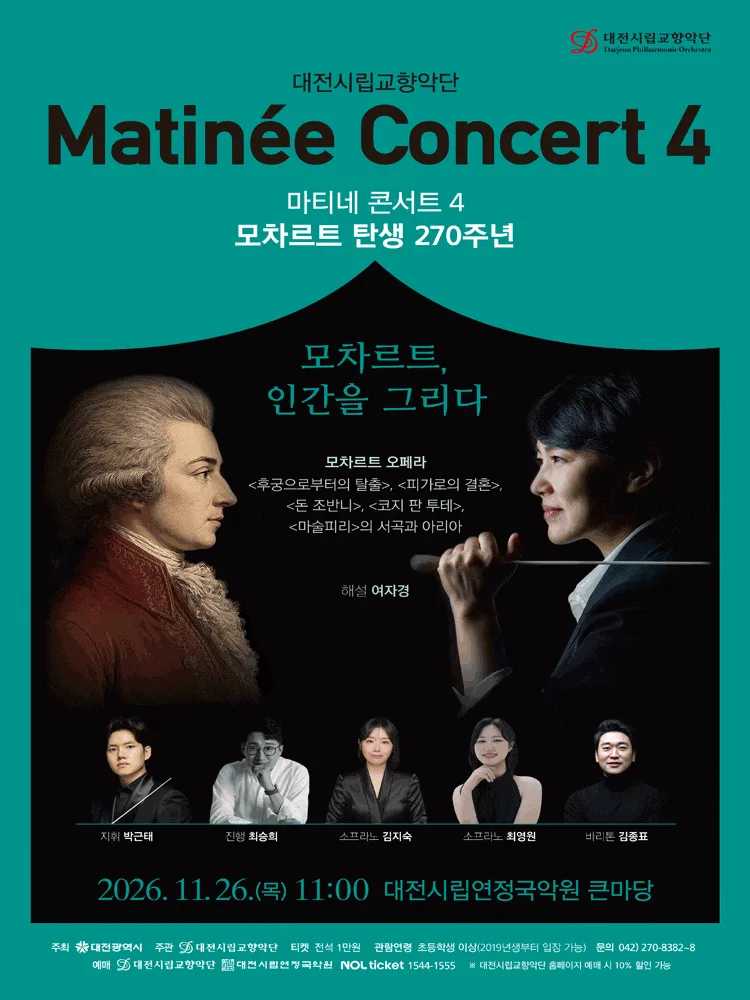 대전시립교향악단
Daejeon Philharmonic Orchestra
대전시립교향악단
Matinée Concert 4
마티네 콘서트 4
모차르트 탄생 270주년
모차르트,
인간을 그리다
모차르트 오페라
<후궁으로부터의 탈출>, <피가로의 결혼>,
<돈 조반니>, <코지 판 투테>,
<마술피리>의 서곡과 아리아
해설 여자경
지휘 박근태
진행 최승희
소프라노 김지숙
소프라노 최영원
바리톤 김종표
2026. 11. 26.(목) 11:00 대전시립연정국악원 큰마당
주최 대전광역시 주관 대전시립교향악단 티켓 전석 1만원 관람연령 초등학생 이상(2019년생부터 입장 가능) 문의 042) 270-8382~8
예매 대전시립교향악단 대전시립연정국악원 NOL ticket 1544-1555 ※ 대전시립교향악단 홈페이지 예매 시 10% 할인 가능